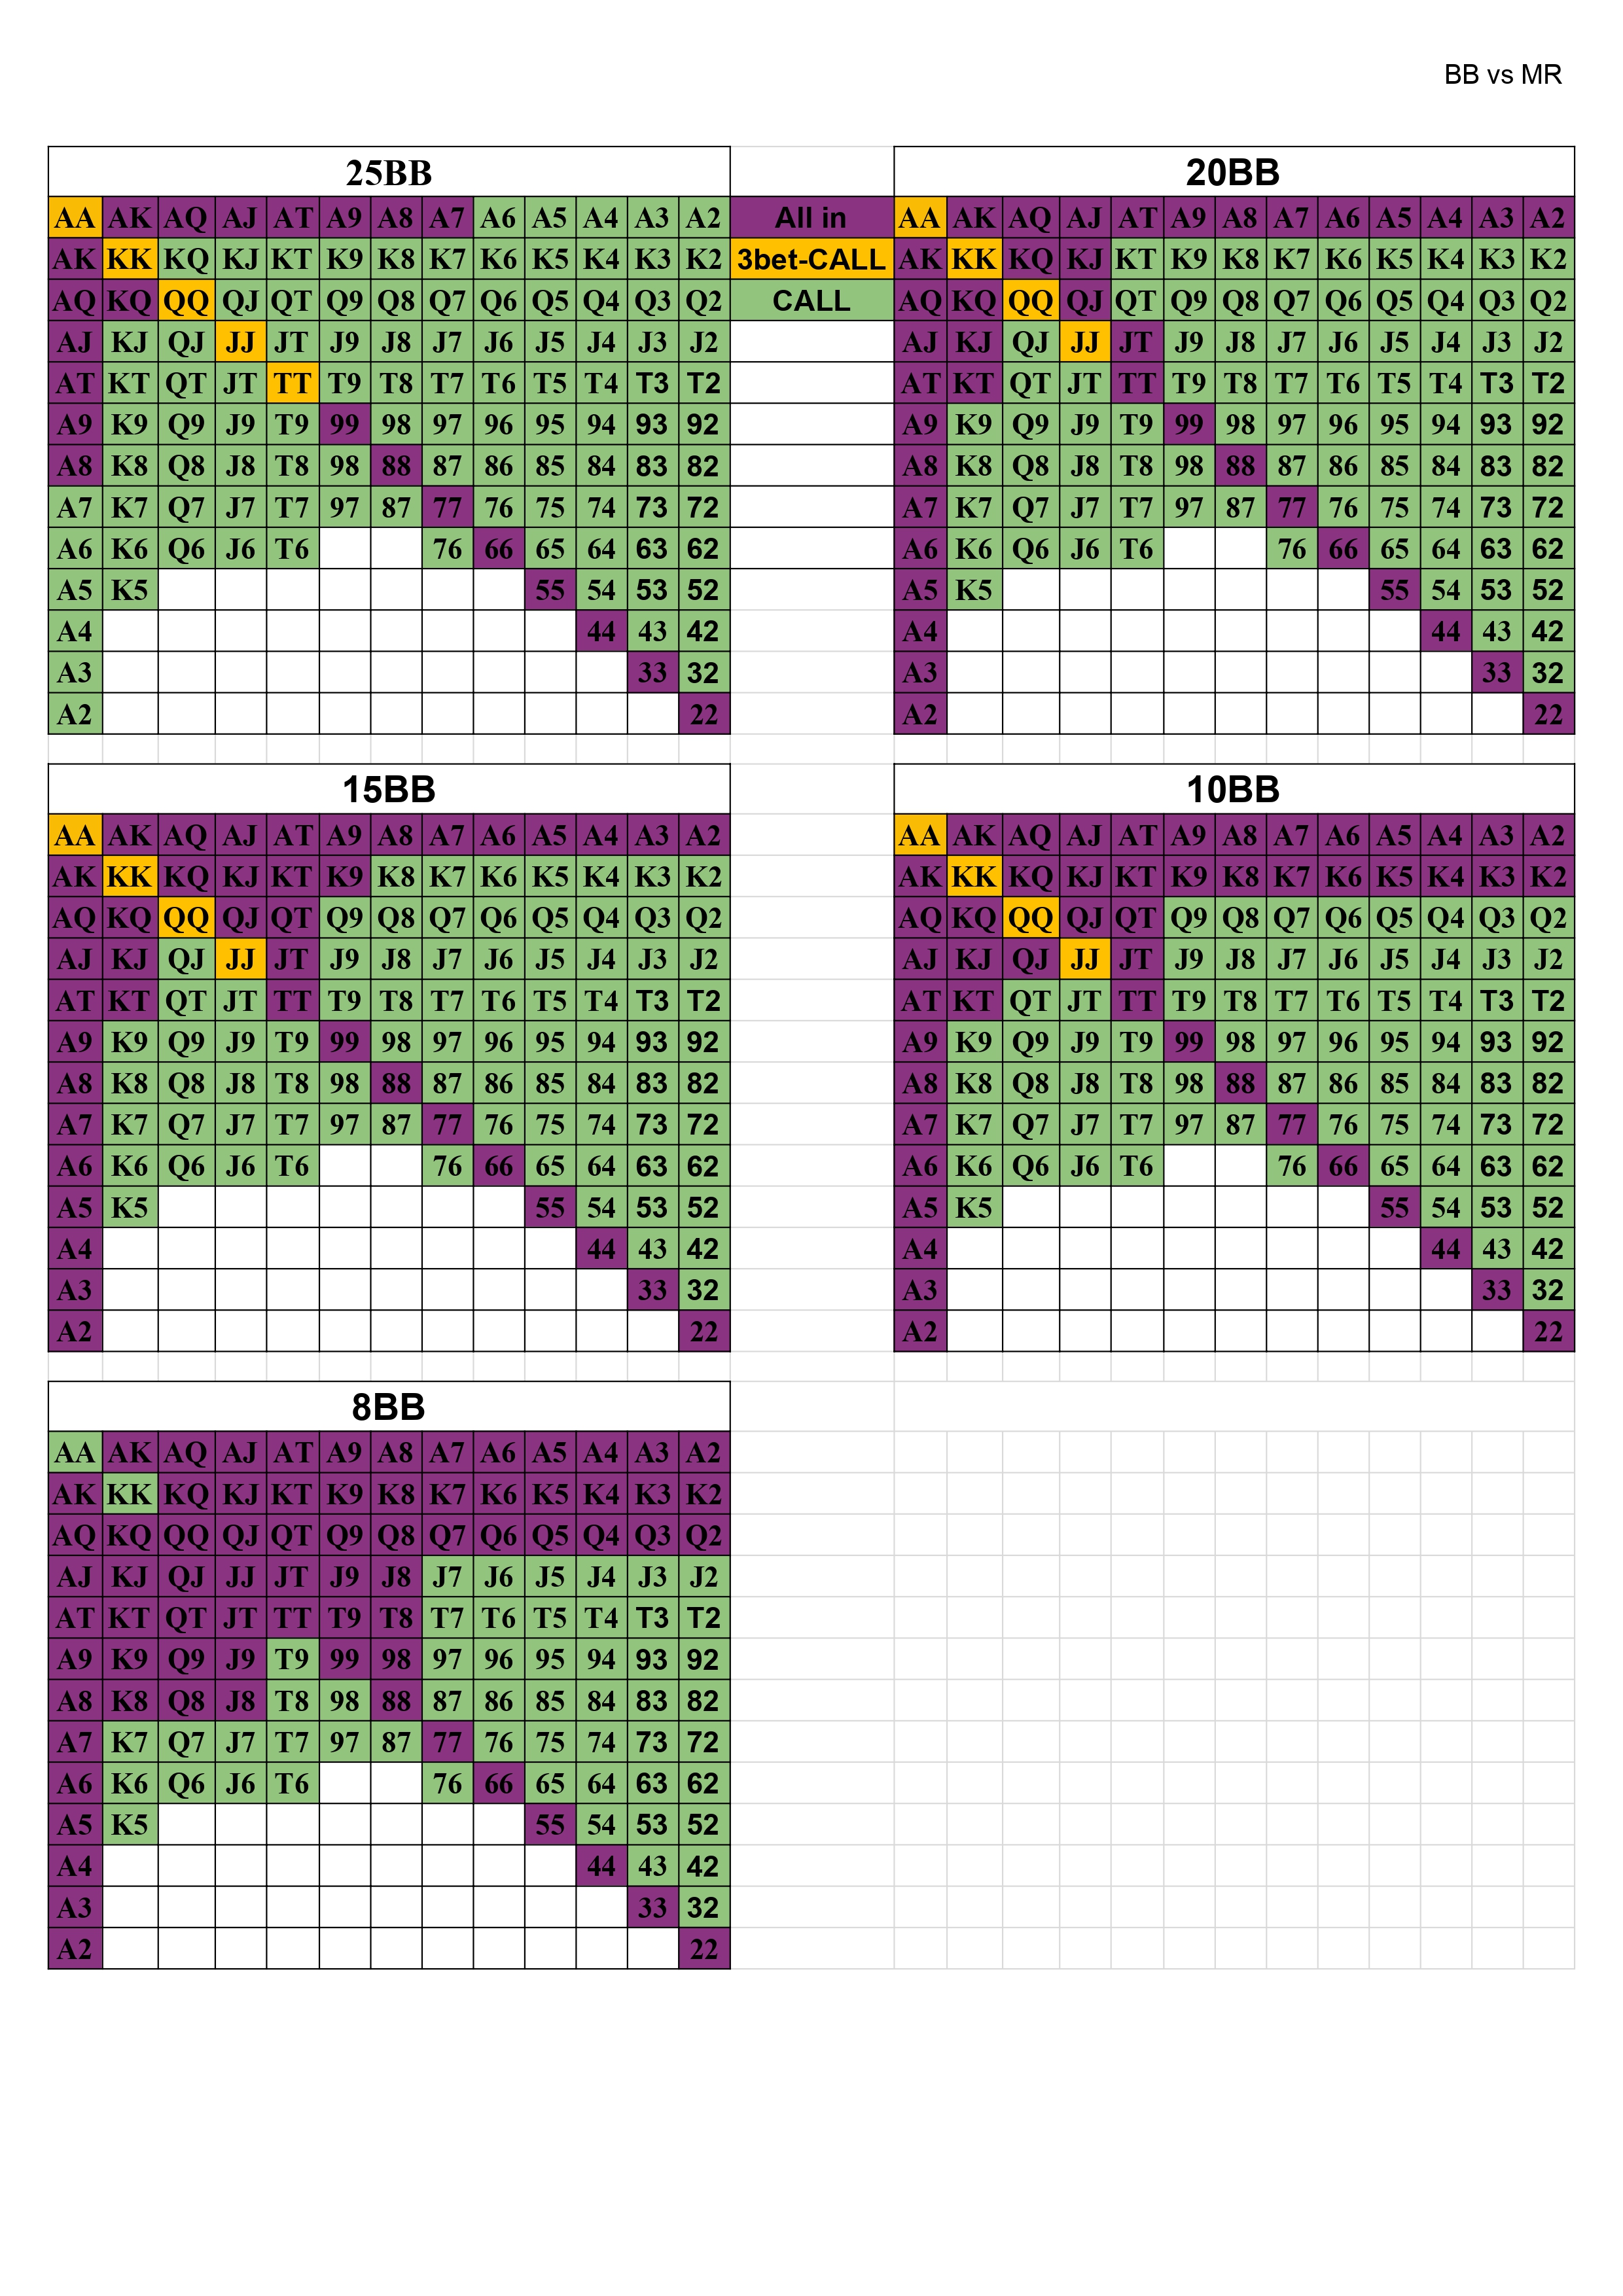 BB vs MR
25BB 20BB
AA AK AQ AJ AT A9 A8 A7 A6 A5 A4 A3 A2 All in AA AK AQ AJ AT A9 A8 A7 A6 A5 A4 A3 A2
AK KK KQ KJ KT K9 K8 K7 K6 K5 K4 K3 K2 3bet-CALL AK KK KQ KJ KT K9 K8 K7 K6 K5 K4 K3 K2
AQ KQ QQ QJ QT Q9 Q8 Q7 Q6 Q5 Q4 Q3 Q2 CALL AQ KQ QQ QJ QT Q9 Q8 Q7 Q6 Q5 Q4 Q3 Q2
AJ KJ QJ JJ JT J9 J8 J7 J6 J5 J4 J3 J2 AJ KJ QJ JJ JT J9 J8 J7 J6 J5 J4 J3 J2
AT KT QT JT TT T9 T8 T7 T6 T5 T4 T3 T2 AT KT QT JT TT T9 T8 T7 T6 T5 T4 T3 T2
A9 K9 Q9 J9 T9 99 98 97 96 95 94 93 92 A9 K9 Q9 J9 T9 99 98 97 96 95 94 93 92
A8 K8 Q8 J8 T8 98 88 87 86 85 84 83 82 A8 K8 Q8 J8 T8 98 88 87 86 85 84 83 82
A7 K7 Q7 J7 T7 97 87 77 76 75 74 73 72 A7 K7 Q7 J7 T7 97 87 77 76 75 74 73 72
A6 K6 Q6 J6 T6 76 66 65 64 63 62 A6 K6 Q6 J6 T6 76 66 65 64 63 62
A5 K5 55 54 53 52 A5 K5 55 54 53 52
A4 44 43 42 A4 44 43 42
A3 33 32 A3 33 32
A2 22 A2 22
15BB 10BB
AA AK AQ AJ AT A9 A8 A7 A6 A5 A4 A3 A2 AA AK AQ AJ AT A9 A8 A7 A6 A5 A4 A3 A2
AK KK KQ KJ KT K9 K8 K7 K6 K5 K4 K3 K2 AK KK KQ KJ KT K9 K8 K7 K6 K5 K4 K3 K2
AQ KQ QQ QJ QT Q9 Q8 Q7 Q6 Q5 Q4 Q3 Q2 AQ KQ QQ QJ QT Q9 Q8 Q7 Q6 Q5 Q4 Q3 Q2
AJ KJ QJ JJ JT J9 J8 J7 J6 J5 J4 J3 J2 AJ KJ QJ JJ JT J9 J8 J7 J6 J5 J4 J3 J2
AT KT QT JT TT T9 T8 T7 T6 T5 T4 T3 T2 AT KT QT JT TT T9 T8 T7 T6 T5 T4 T3 T2
A9 K9 Q9 J9 T9 99 98 97 96 95 94 93 92 A9 K9 Q9 J9 T9 99 98 97 96 95 94 93 92
A8 K8 Q8 J8 T8 98 88 87 86 85 84 83 82 A8 K8 Q8 J8 T8 98 88 87 86 85 84 83 82
A7 K7 Q7 J7 T7 97 87 77 76 75 74 73 72 A7 K7 Q7 J7 T7 97 87 77 76 75 74 73 72
A6 K6 Q6 J6 T6 76 66 65 64 63 62 A6 K6 Q6 J6 T6 76 66 65 64 63 62
A5 K5 55 54 53 52 A5 K5 55 54 53 52
A4 44 43 42 A4 44 43 42
A3 33 32 A3 33 32
A2 22 A2 22
8BB
AA AK AQ AJ AT A9 A8 A7 A6 A5 A4 A3 A2
AK KK KQ KJ KT K9 K8 K7 K6 K5 K4 K3 K2
AQ KQ QQ QJ QT Q9 Q8 Q7 Q6 Q5 Q4 Q3 Q2
AJ KJ QJ JJ JT J9 J8 J7 J6 J5 J4 J3 J2
AT KT QT JT TT T9 T8 T7 T6 T5 T4 T3 T2
A9 K9 Q9 J9 T9 99 98 97 96 95 94 93 92
A8 K8 Q8 J8 T8 98 88 87 86 85 84 83 82
A7 K7 Q7 J7 T7 97 87 77 76 75 74 73 72
A6 K6 Q6 J6 T6 76 66 65 64 63 62
A5 K5 55 54 53 52
A4 44 43 42
A3 33 32
A2 22